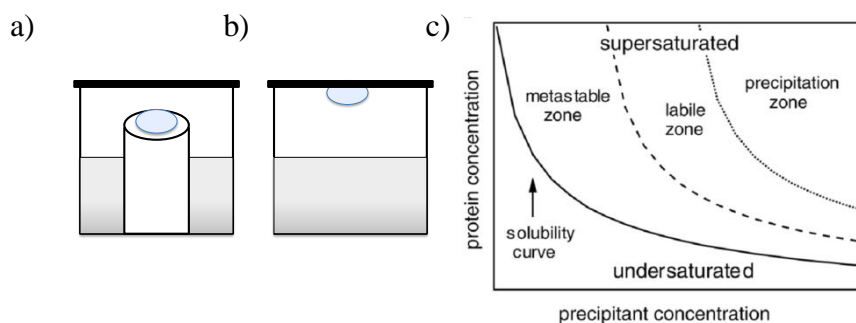 a)
b)
c)
supersaturated
metastable
zone
labile
zone
precipitation
zone
solubility
curve
undersaturated
protein concentration
precipitant concentration